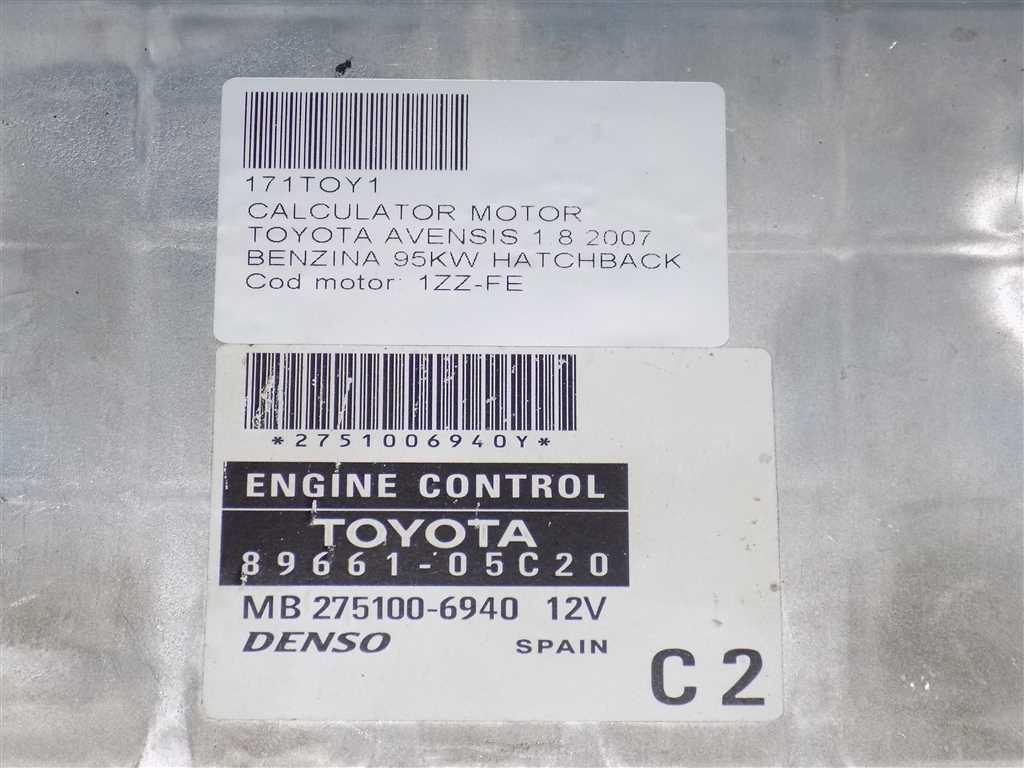 171TOY1
CALCULATOR MOTOR
TOYOTA AVENSIS 1.8 2007
BENZINA 95KW HATCHBACK
Cod motor: 1ZZ-FE
*2751006940Y*
ENGINE CONTROL
TOYOTA
89661-05C20
MB 275100-6940 12V
DENSO SPAIN
C2